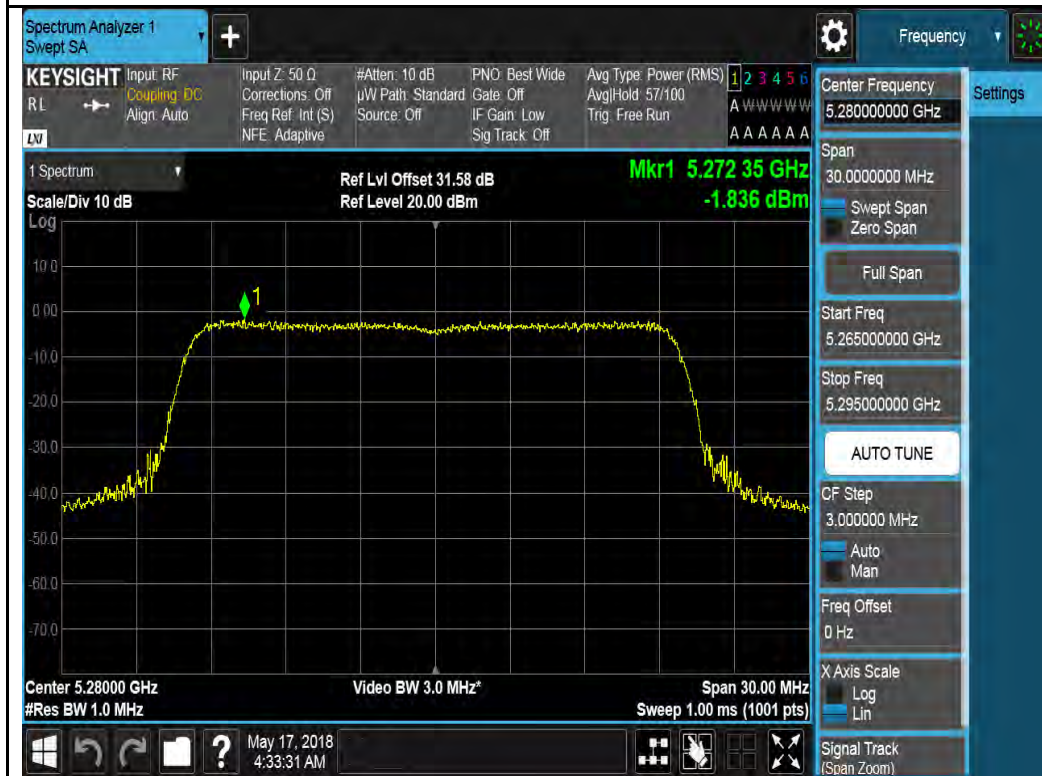 Spectrum Analyzer 1
Swept SA
+
Frequency
KEYSIGHT
Input: RF
Coupling: DC
Align: Auto
RL
LXI
Input Z: 50 Ω
Corrections: Off
Freq Ref: Int (S)
NFE: Adaptive
#Atten: 10 dB
µW Path: Standard
Source: Off
PNO: Best Wide
Gate: Off
IF Gain: Low
Sig Track: Off
Avg Type: Power (RMS)
Avg|Hold: 57/100
Trig: Free Run
1 2 3 4 5 6
A W W W W W
A A A A A A
1 Spectrum
Scale/Div 10 dB
Ref Lvl Offset 31.58 dB
Ref Level 20.00 dBm
Mkr1 5.272 35 GHz
-1.836 dBm
Log
10.0
0.00
-10.0
-20.0
-30.0
-40.0
-50.0
-60.0
-70.0
1
Center 5.28000 GHz
#Res BW 1.0 MHz
Video BW 3.0 MHz*
Span 30.00 MHz
Sweep 1.00 ms (1001 pts)
Center Frequency
5.280000000 GHz
Settings
Span
30.0000000 MHz
Swept Span
Zero Span
Full Span
Start Freq
5.265000000 GHz
Stop Freq
5.295000000 GHz
AUTO TUNE
CF Step
3.000000 MHz
Auto
Man
Freq Offset
0 Hz
X Axis Scale
Log
Lin
Signal Track
(Span Zoom)
?
May 17, 2018
4:33:31 AM